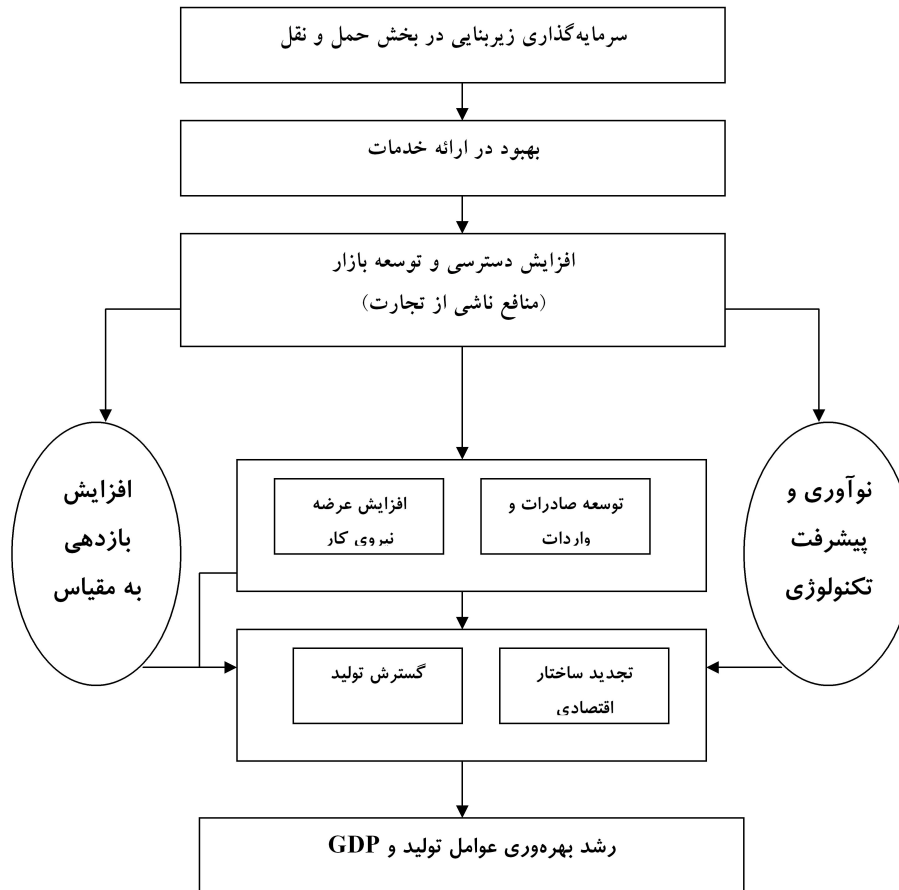 سرمایه‌گذاری زیربنایی در بخش حمل و نقل
بهبود در ارائه خدمات
افزایش دسترسی و توسعه بازار
(منافع ناشی از تجارت)
نوآوری و
پیشرفت
تکنولوژی
توسعه صادرات و
واردات
افزایش عرضه
نیروی کار
افزایش
بازدهی
به مقیاس
تجدید ساختار
اقتصادی
گسترش تولید
رشد بهره‌وری عوامل تولید و GDP